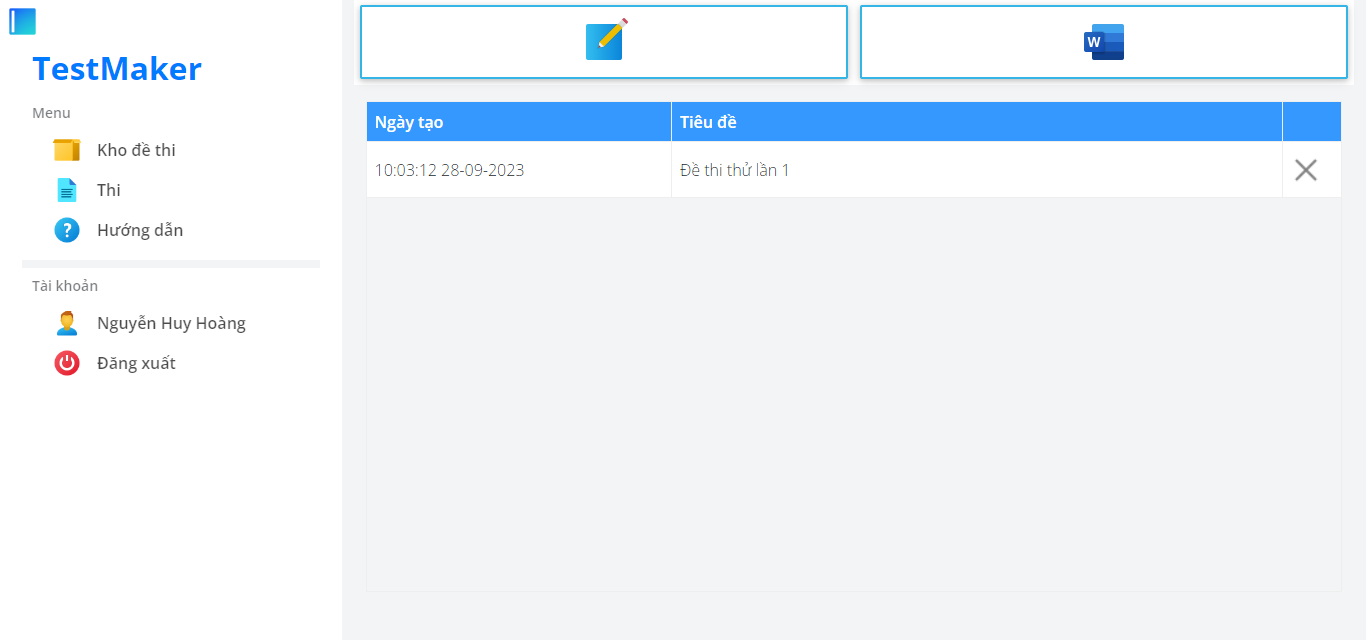 TestMaker
Menu
Kho đề thi
Thi
Hướng dẫn
Tài khoản
Nguyễn Huy Hoàng
Đăng xuất
W
Ngày tạo Tiêu đề
10:03:12 28-09-2023 Đề thi thử lần 1